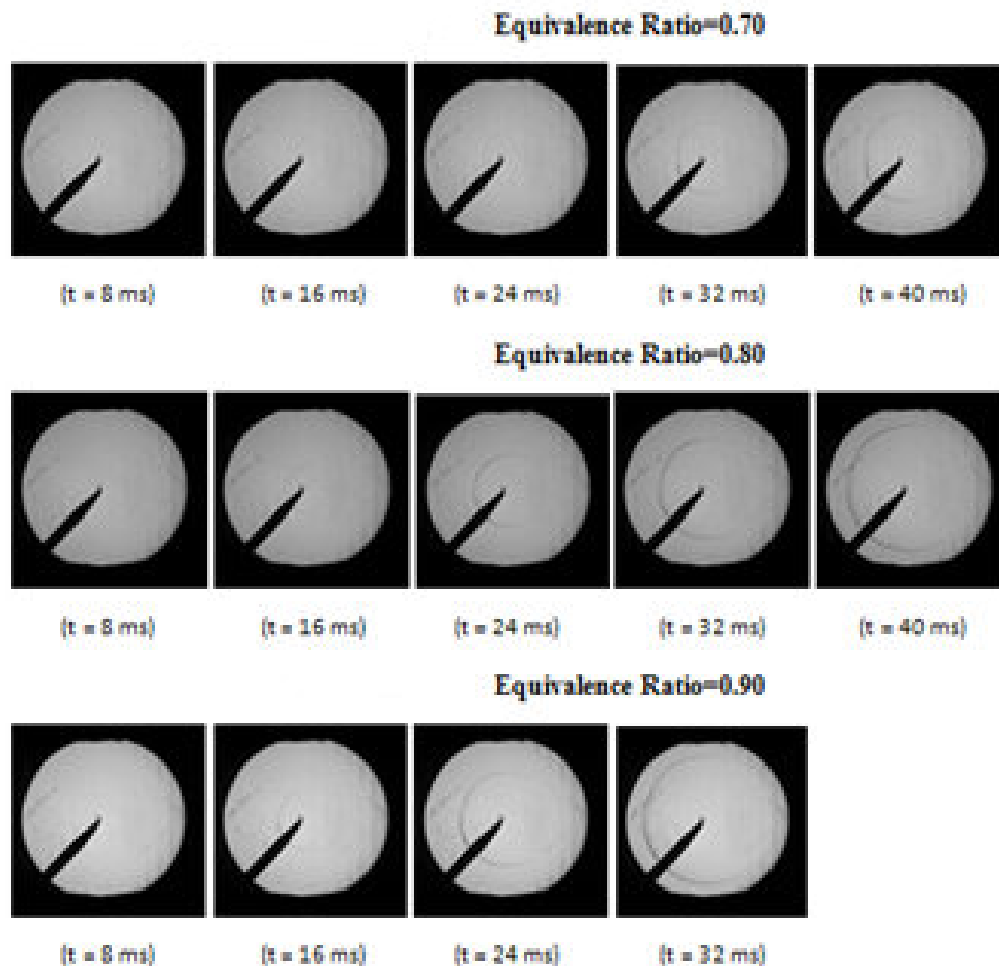 Equivalence Ratio=0.70
(t = 8 ms) (t = 16 ms) (t = 24 ms) (t = 32 ms) (t = 40 ms)
Equivalence Ratio=0.80
(t = 8 ms) (t = 16 ms) (t = 24 ms) (t = 32 ms) (t = 40 ms)
Equivalence Ratio=0.90
(t = 8 ms) (t = 16 ms) (t = 24 ms) (t = 32 ms)